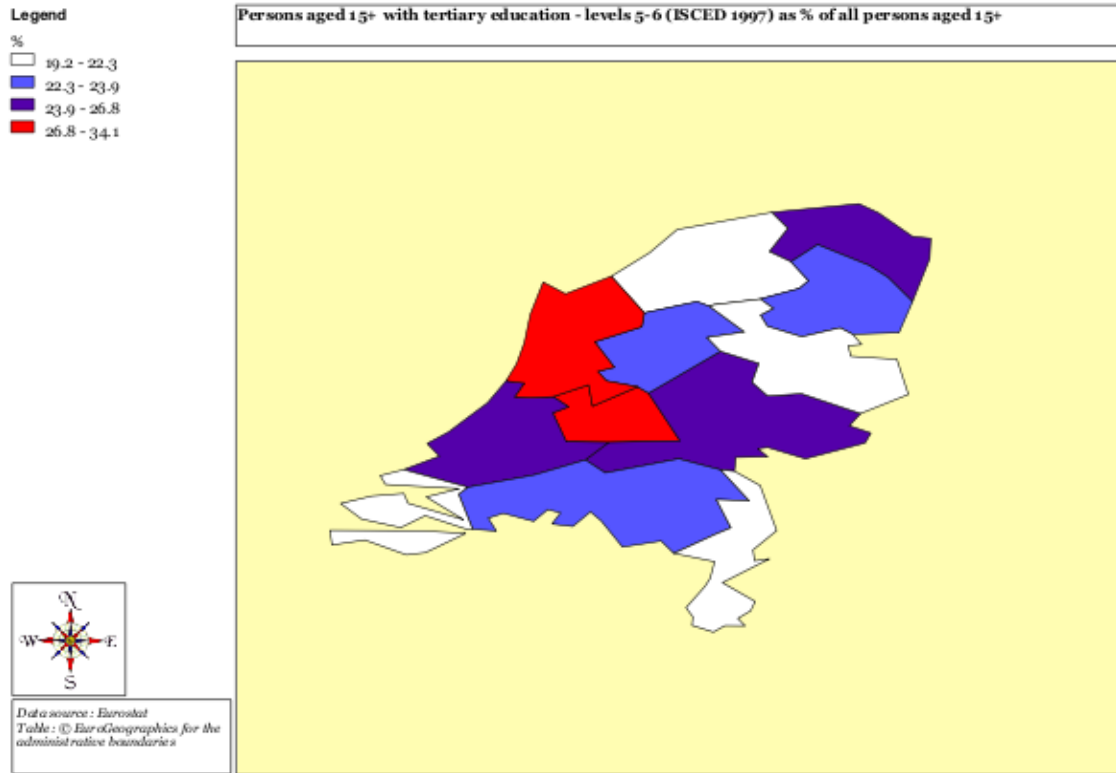 Legend
%
19.2 - 22.3
22.3 - 23.9
23.9 - 26.8
26.8 - 34.1
Persons aged 15+ with tertiary education - levels 5-6 (ISCED 1997) as % of all persons aged 15+
N
W E
S
Data source : Eurostat
Table : © EuroGeographics for the
administrative boundaries